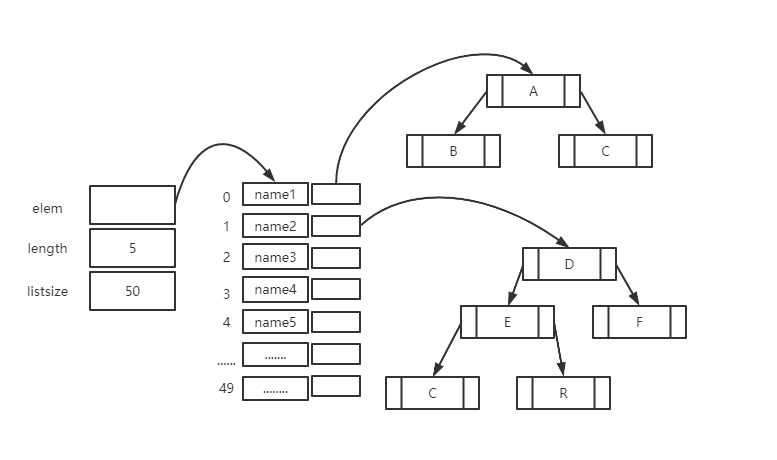 A
B
C
elem
length 5
listsize 50
0 name1
1 name2
2 name3
3 name4
4 name5
...... .......
49 ........
D
E
F
C
R